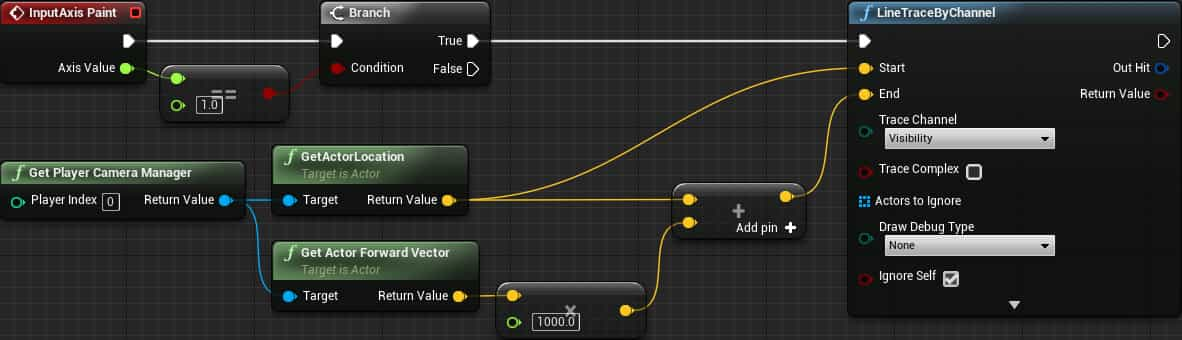 InputAxis Paint
Axis Value
==
1.0
Branch
True
Condition
False
LineTraceByChannel
Start
Out Hit
End
Return Value
Trace Channel
Visibility
Trace Complex
Actors to Ignore
Draw Debug Type
None
Ignore Self
Get Player Camera Manager
Player Index 0
Return Value
GetActorLocation
Target is Actor
Target
Return Value
Get Actor Forward Vector
Target is Actor
Target
Return Value
×
1000.0
+
Add pin +